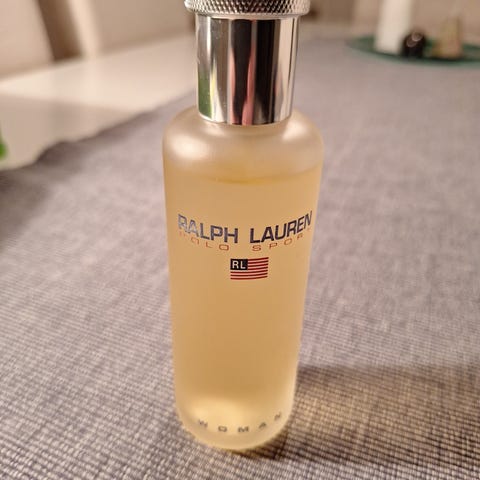 RALPH LAUREN
POLO SPORT
RL
WOMAN